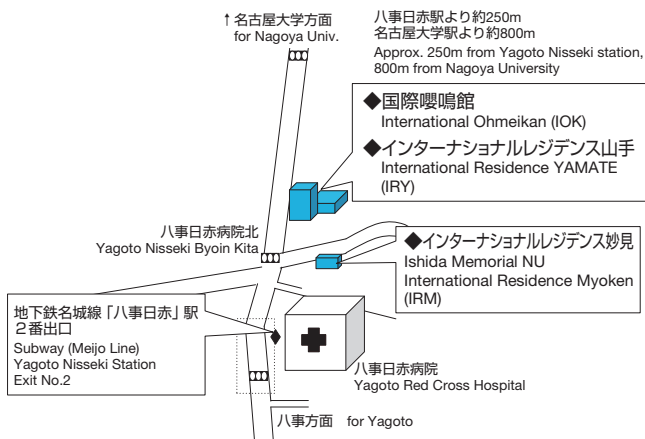 ↑名古屋大学方面
for Nagoya Univ.
八事日赤駅より約250m
名古屋大学駅より約800m
Approx. 250m from Yagoto Nisseki station,
800m from Nagoya University
◆国際嚶鳴館
International Ohmeikan (IOK)
◆インターナショナルレジデンス山手
International Residence YAMATE
(IRY)
八事日赤病院北
Yagoto Nisseki Byoin Kita
◆インターナショナルレジデンス妙見
Ishida Memorial NU
International Residence Myoken
(IRM)
地下鉄名城線「八事日赤」駅
２番出口
Subway (Meijo Line)
Yagoto Nisseki Station
Exit No.2
八事日赤病院
Yagoto Red Cross Hospital
八事方面 for Yagoto